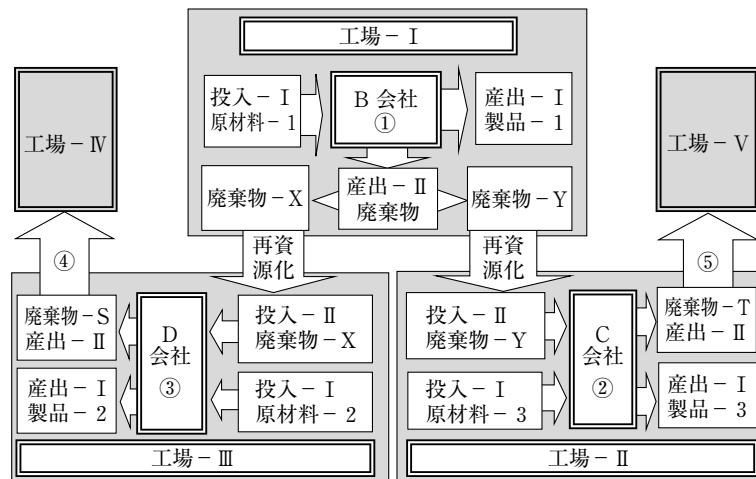 工場－Ⅰ
投入－Ⅰ
原材料－1
B 会社
①
産出－Ⅰ
製品－1
廃棄物－X
産出－Ⅱ
廃棄物
廃棄物－Y
工場－Ⅳ
工場－Ⅴ
④
再資
源化
再資
源化
⑤
廃棄物－S
産出－Ⅱ
D
会社
③
投入－Ⅱ
廃棄物－X
産出－Ⅰ
製品－2
投入－Ⅰ
原材料－2
工場－Ⅲ
投入－Ⅱ
廃棄物－Y
C
会社
②
廃棄物－T
産出－Ⅱ
投入－Ⅰ
原材料－3
産出－Ⅰ
製品－3
工場－Ⅱ